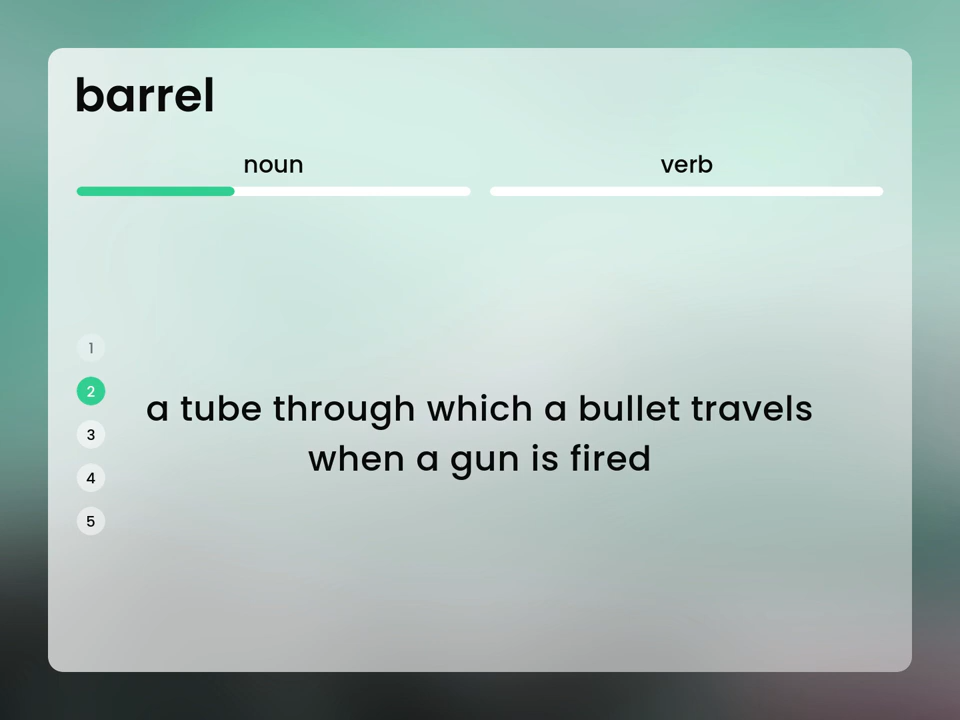 barrel
noun
verb
1
2
3
4
5
a tube through which a bullet travels
when a gun is fired